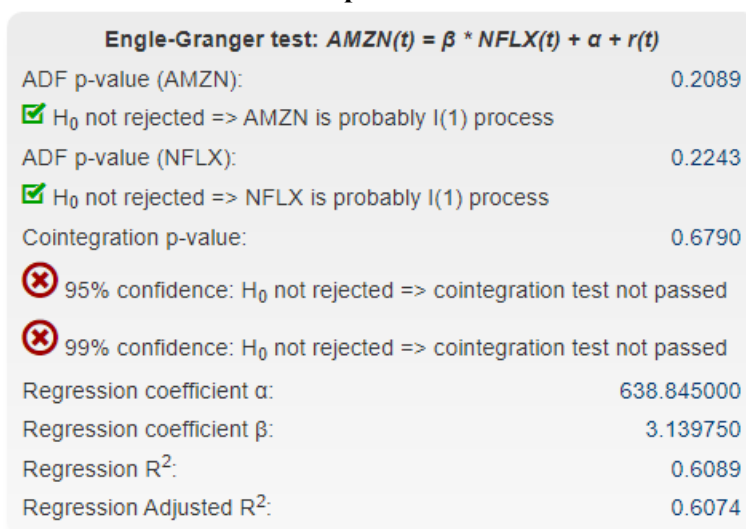 Engle-Granger test: AMZN(t) = β * NFLX(t) + α + r(t)
ADF p-value (AMZN): 0.2089
H₀ not rejected => AMZN is probably I(1) process
ADF p-value (NFLX): 0.2243
H₀ not rejected => NFLX is probably I(1) process
Cointegration p-value: 0.6790
95% confidence: H₀ not rejected => cointegration test not passed
99% confidence: H₀ not rejected => cointegration test not passed
Regression coefficient α: 638.845000
Regression coefficient β: 3.139750
Regression R²: 0.6089
Regression Adjusted R²: 0.6074